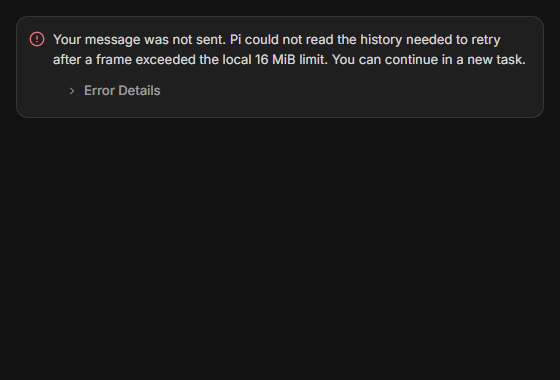 Your message was not sent. Pi could not read the history needed to retry
after a frame exceeded the local 16 MiB limit. You can continue in a new task.
Error Details